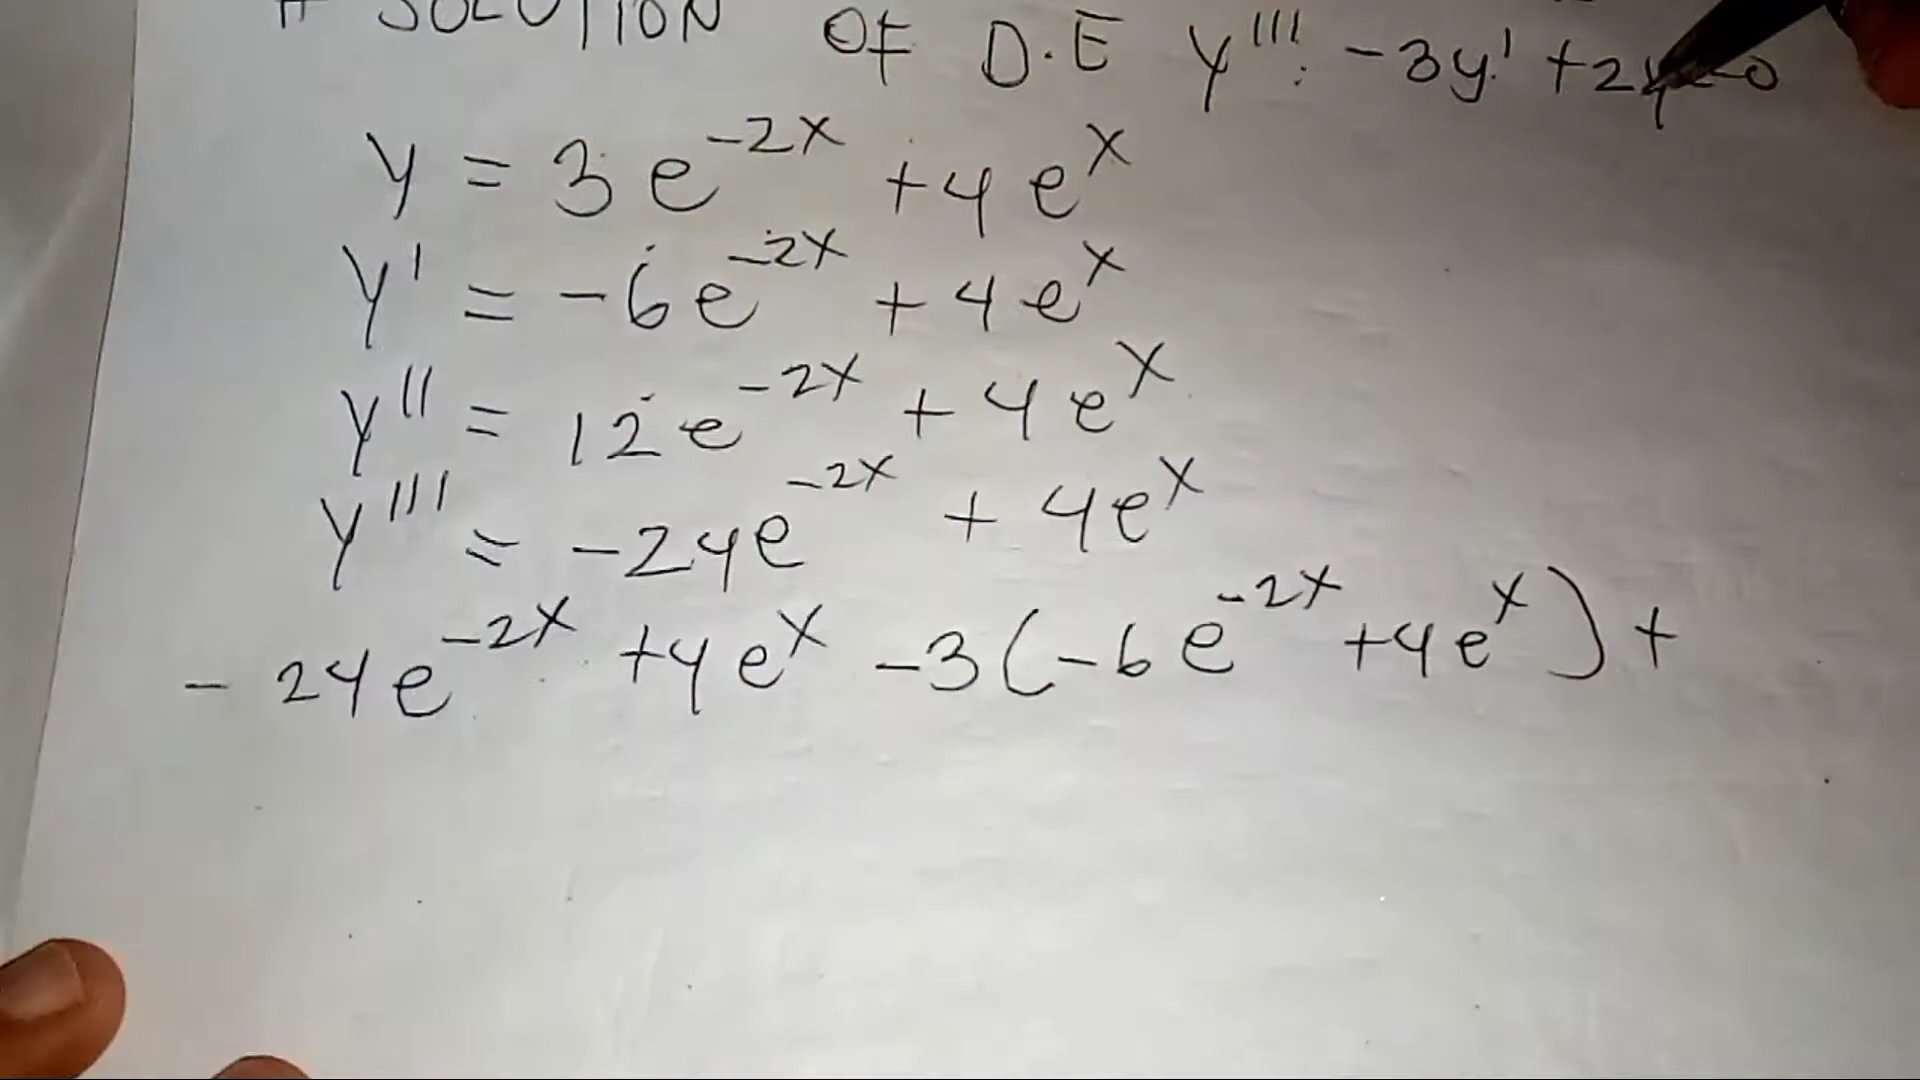 A SOLUTION OF D.E y''' - 3y' + 2y = 0
y = 3e^{-2x} + 4e^x
y' = -6e^{-2x} + 4e^x
y'' = 12e^{-2x} + 4e^x
y''' = -24e^{-2x} + 4e^x
-24e^{-2x} + 4e^x - 3(-6e^{-2x} + 4e^x) +